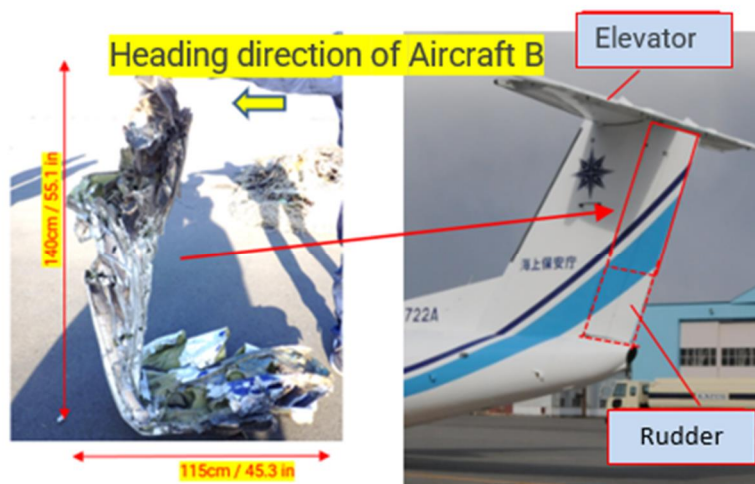 Heading direction of Aircraft B
Elevator
140cm / 55.1 in
海上保安庁
722A
Rudder
115cm / 45.3 in